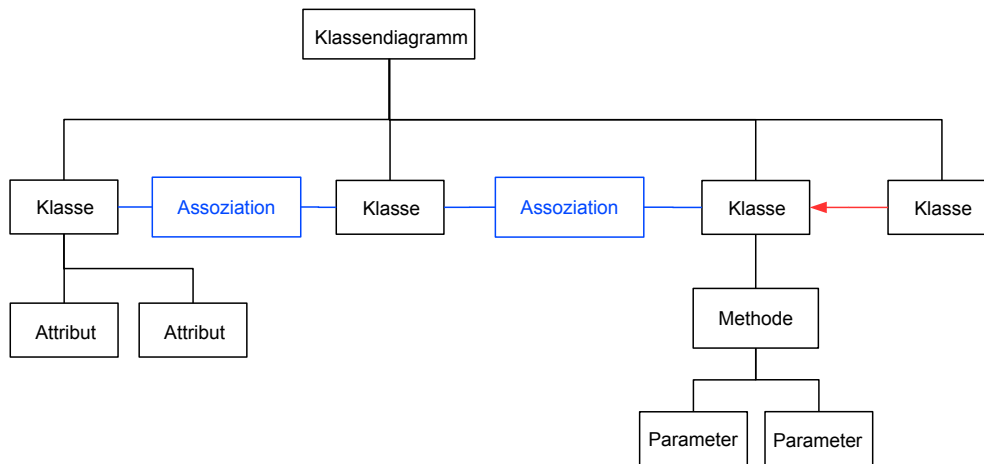 Klassendiagramm
Klasse
Assoziation
Klasse
Assoziation
Klasse
Klasse
Attribut
Attribut
Methode
Parameter
Parameter